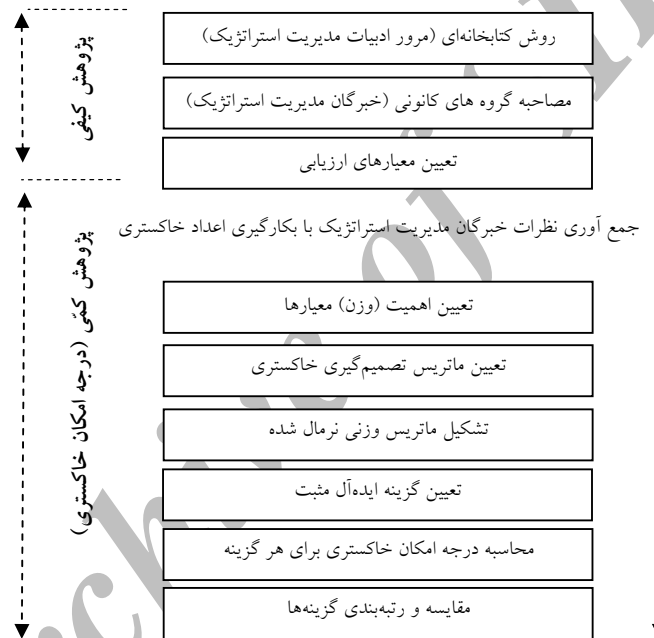 روش کتابخانه‌ای (مرور ادبیات مدیریت استراتژیک)
مصاحبه گروه های کانونی (خبرگان مدیریت استراتژیک)
تعیین معیارهای ارزیابی
پژوهش کیفی
جمع آوری نظرات خبرگان مدیریت استراتژیک با بکارگیری اعداد خاکستری
تعیین اهمیت (وزن) معیارها
تعیین ماتریس تصمیم‌گیری خاکستری
تشکیل ماتریس وزنی نرمال شده
تعیین گزینه ایده‌آل مثبت
محاسبه درجه امکان خاکستری برای هر گزینه
مقایسه و رتبه‌بندی گزینه‌ها
پژوهش کمّی (درجه امکان خاکستری)